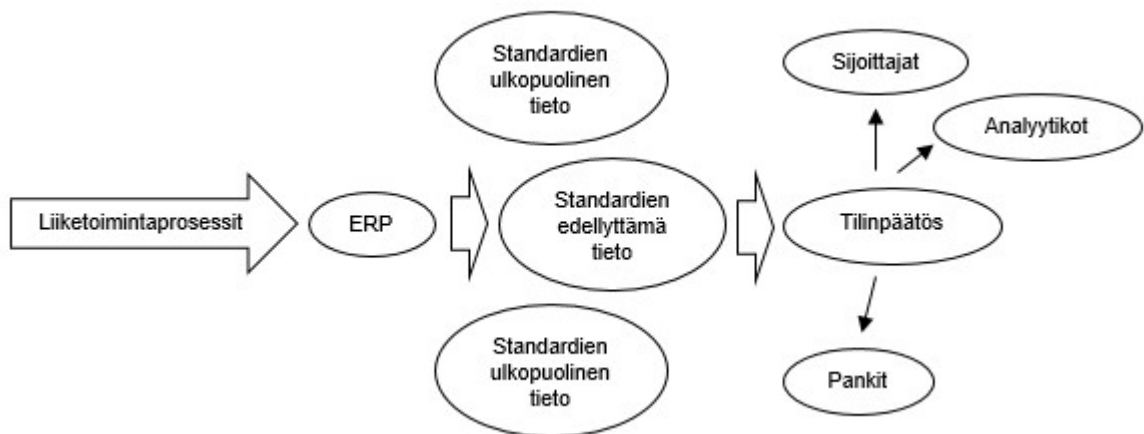 Standardien
ulkopuolinen
tieto
Sijoittajat
Analyytikot
Liiketoimintaprosessit
ERP
Standardien
edellyttämä
tieto
Tilinpäätös
Standardien
ulkopuolinen
tieto
Pankit